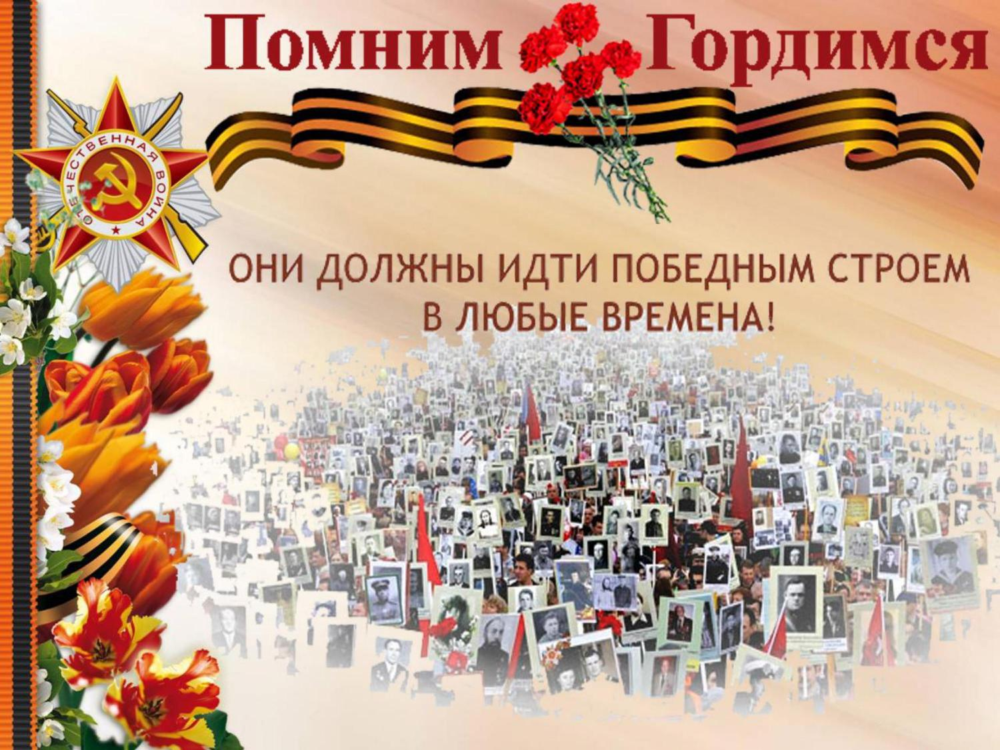 Помним Гордимся
ОТЕЧЕСТВЕННАЯ ВОЙНА
ОНИ ДОЛЖНЫ ИДТИ ПОБЕДНЫМ СТРОЕМ
В ЛЮБЫЕ ВРЕМЕНА!